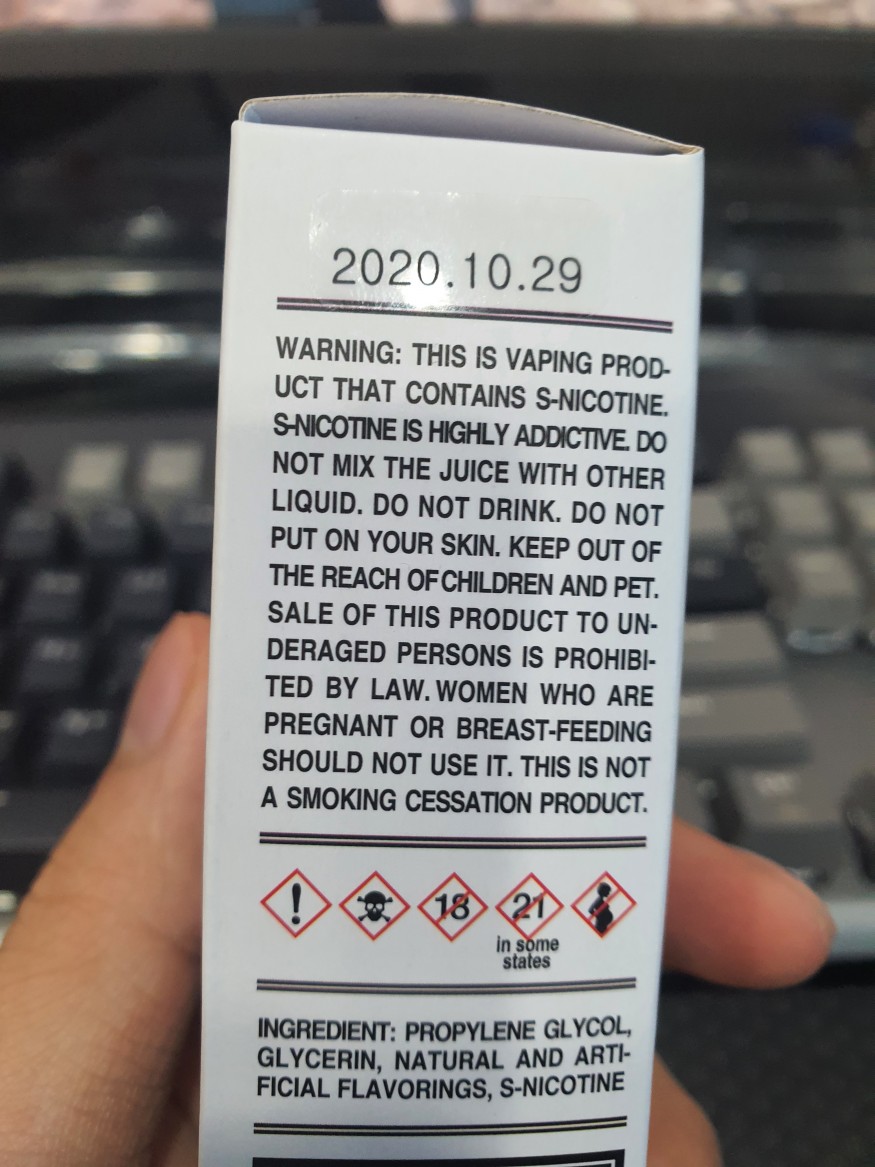 2020.10.29
WARNING: THIS IS VAPING PROD-
UCT THAT CONTAINS S-NICOTINE.
S-NICOTINE IS HIGHLY ADDICTIVE. DO
NOT MIX THE JUICE WITH OTHER
LIQUID. DO NOT DRINK. DO NOT
PUT ON YOUR SKIN. KEEP OUT OF
THE REACH OF CHILDREN AND PET.
SALE OF THIS PRODUCT TO UN-
DERAGED PERSONS IS PROHIBI-
TED BY LAW. WOMEN WHO ARE
PREGNANT OR BREAST-FEEDING
SHOULD NOT USE IT. THIS IS NOT
A SMOKING CESSATION PRODUCT.
! 18 21
in some
states
INGREDIENT: PROPYLENE GLYCOL,
GLYCERIN, NATURAL AND ARTI-
FICIAL FLAVORINGS, S-NICOTINE